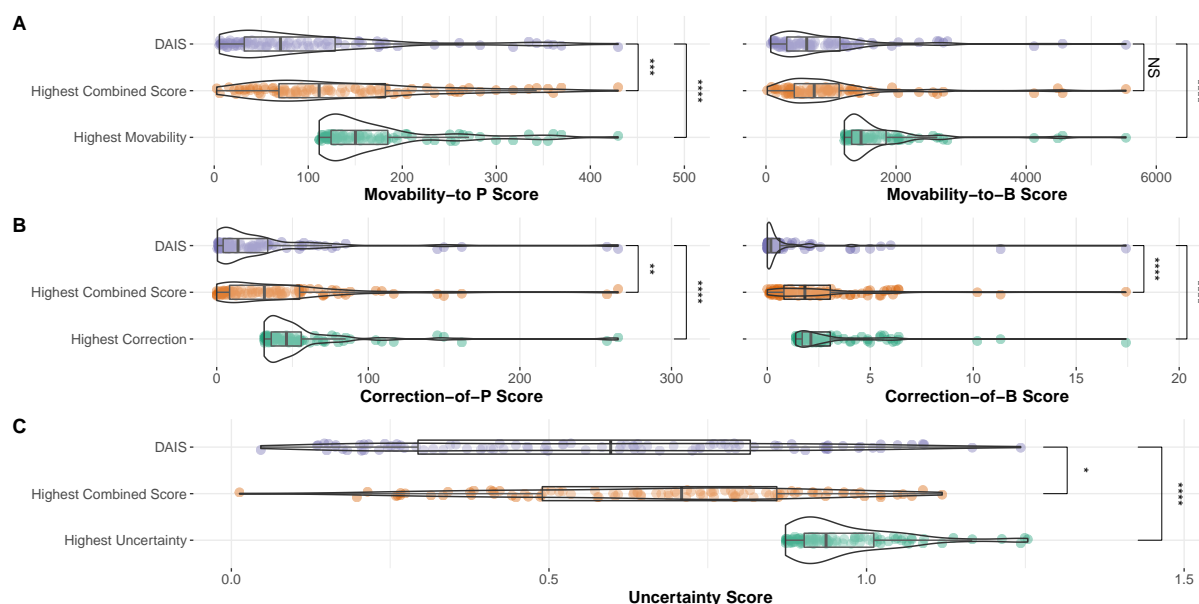 A
DAIS
Highest Combined Score
Highest Movability
***
****
0
100
200
300
400
500
Movability−to P Score
NS
****
0
2000
4000
6000
Movability−to−B Score
B
DAIS
Highest Combined Score
Highest Correction
**
****
0
100
200
300
Correction−of−P Score
****
****
0
5
10
15
20
Correction−of−B Score
C
DAIS
Highest Combined Score
Highest Uncertainty
*
****
0.0
0.5
1.0
1.5
Uncertainty Score